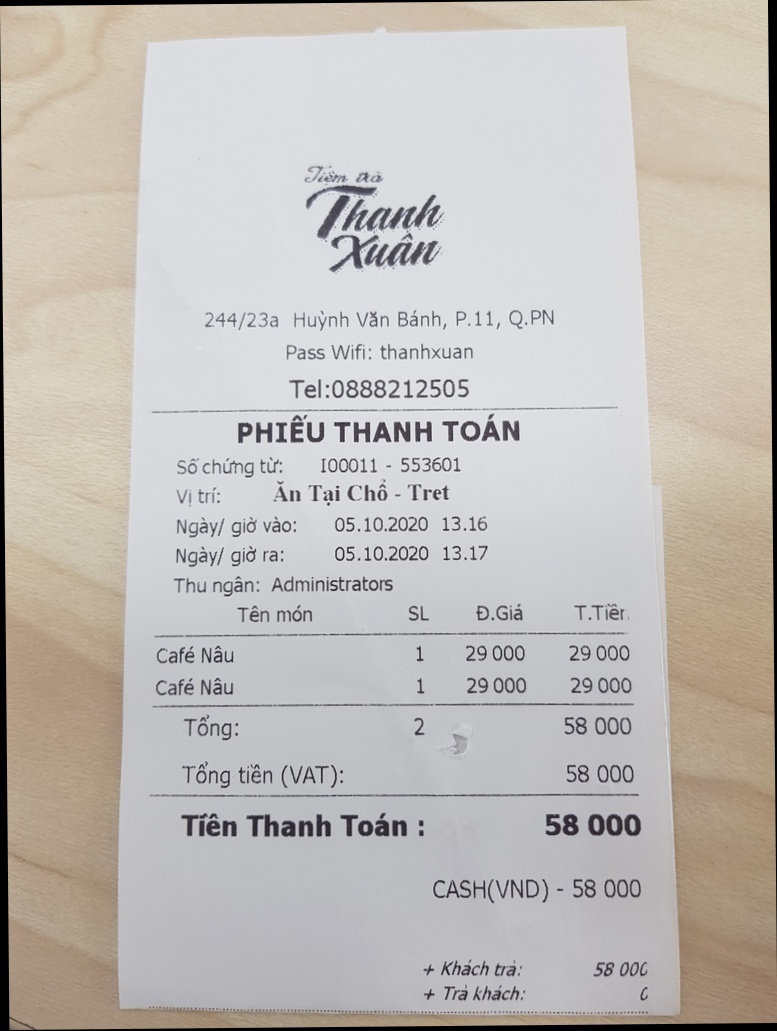 Tiệm trà
Thanh
Xuân
244/23a Huỳnh Văn Bánh, P.11, Q.PN
Pass Wifi: thanhxuan
Tel:0888212505
PHIẾU THANH TOÁN
Số chứng từ: I00011 - 553601
Vị trí: Ăn Tại Chổ - Tret
Ngày/ giờ vào: 05.10.2020 13.16
Ngày/ giờ ra: 05.10.2020 13.17
Thu ngân: Administrators
Tên món SL Đ.Giá T.Tiền
Café Nâu 1 29 000 29 000
Café Nâu 1 29 000 29 000
Tổng: 2 58 000
Tổng tiền (VAT): 58 000
Tiền Thanh Toán : 58 000
CASH(VND) - 58 000
+ Khách trả: 58 000
+ Trả khách: 0